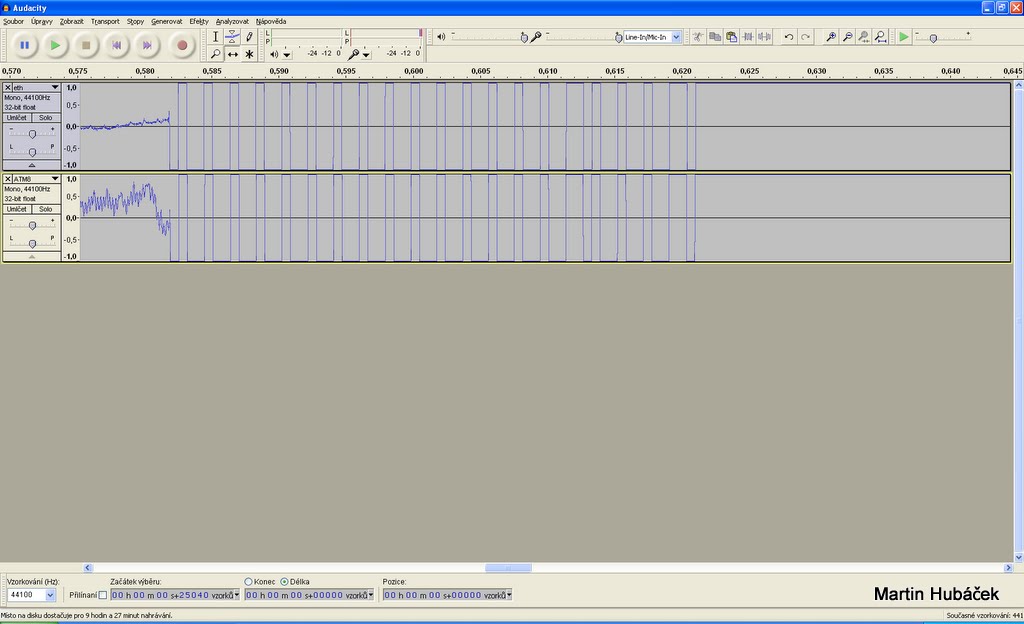 Audacity
Soubor Úpravy Zobrazit Transport Stopy Generovat Efekty Analyzovat Nápověda
L
P
-24 -12 0
L
P
-24 -12 0
Line-In/Mic-In
0,570 0,575 0,580 0,585 0,590 0,595 0,600 0,605 0,610 0,615 0,620 0,625 0,630 0,635 0,640 0,645
eth
Mono, 44100Hz
32-bit float
Umlčet Solo
- +
L P
1,0
0,5-
0,0-
-0,5-
-1,0
ATM8
Mono, 44100Hz
32-bit float
Umlčet Solo
- +
L P
1,0
0,5-
0,0-
-0,5-
-1,0
Vzorkování (Hz):
44100
Přilínaní
Začátek výběru:
00 h 00 m 00 s+25040 vzorků
Konec Délka
00 h 00 m 00 s+00000 vzorků
Pozice:
00 h 00 m 00 s+00000 vzorků
Martin Hubáček
Místo na disku dostačuje pro 9 hodin a 27 minut nahrávání.
Současné vzorkování: 441